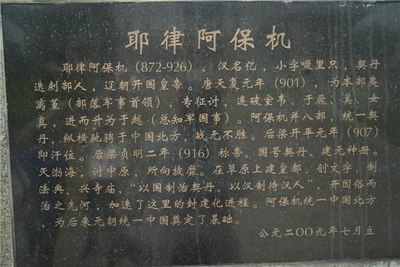 耶律阿保机
耶律阿保机（872-926），汉名亿，小字啜里只，契丹
迭剌部人，辽朝开国皇帝。唐天复元年（901），为本部夷
离堇（部落军事首领），专征讨，连破室韦、于厥、奚、女
真，进而升为于越（总知军国事）。阿保机并八部，统一契
丹，纵横驰骋于中国北方，战无不胜。后梁开平元年（907）
即汗位。后梁贞明二年（916）称帝，国号契丹，建元神册。
灭渤海，讨中原，所向披靡。在草原上建皇都，创文字，制
法典，兴寺庙，“以国制治契丹，以汉制待汉人”，开因俗而
治之先河，加速了这里的封建化进程。阿保机统一中国北方
，为后来元朝统一中国奠定了基础。
公元二〇〇九年七月立